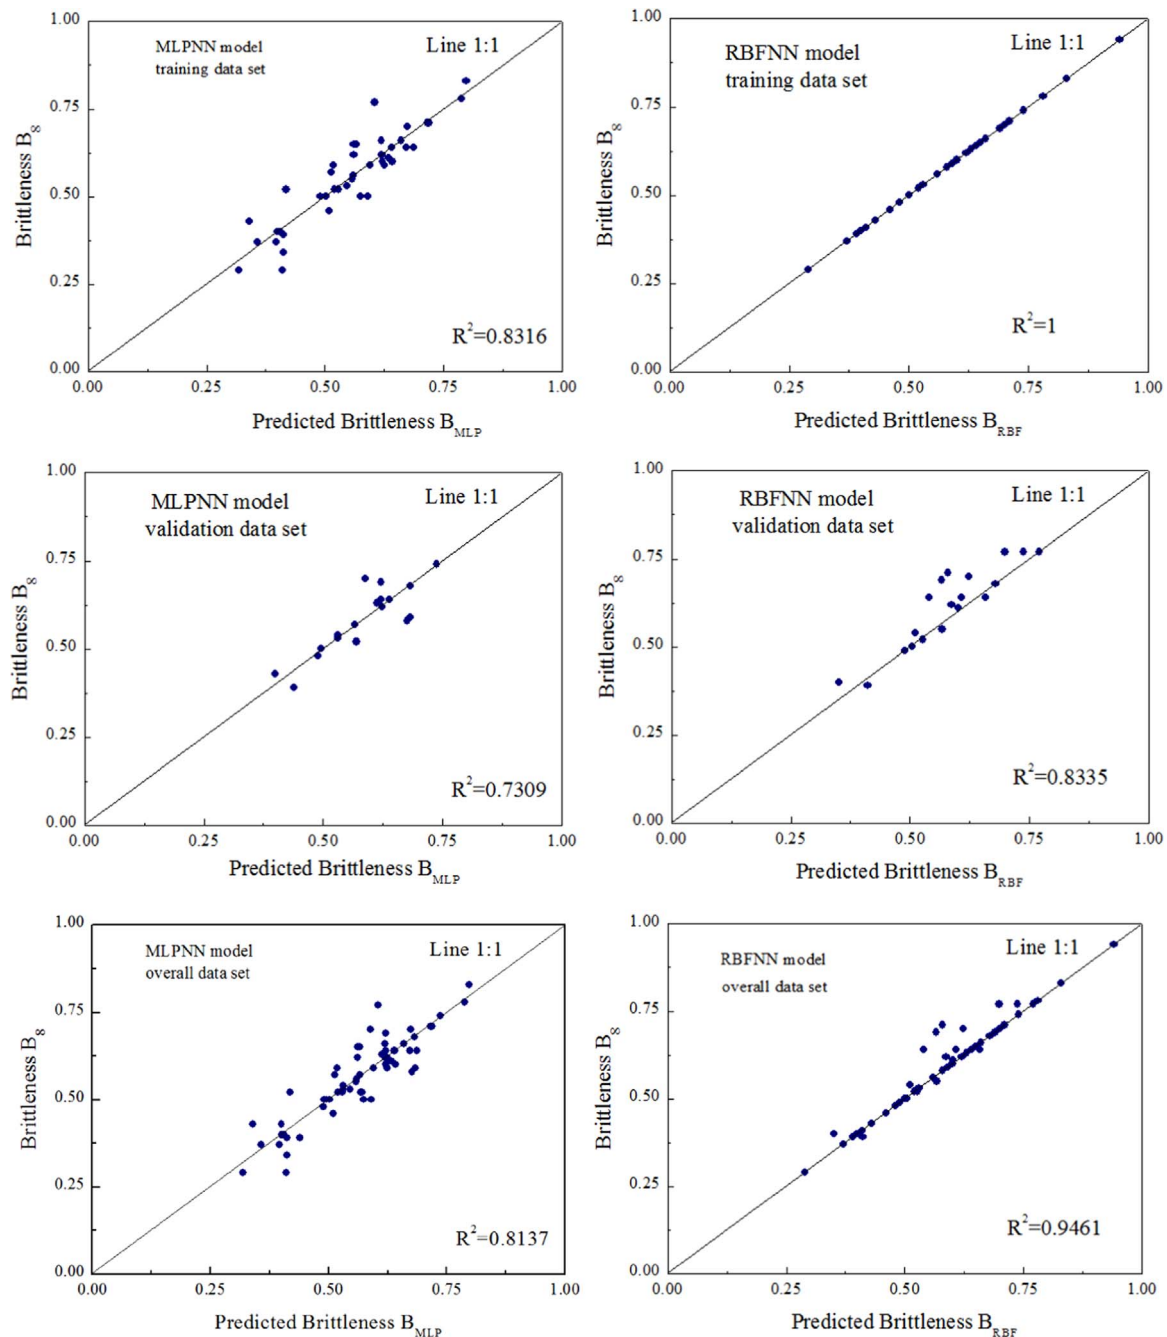 1.00
0.75
0.50
0.25
0.00
Brittleness B8
MLPNN model
training data set
Line 1:1
R²=0.8316
0.00 0.25 0.50 0.75 1.00
Predicted Brittleness BMLP
1.00
0.75
0.50
0.25
0.00
Brittleness B8
RBFNN model
training data set
Line 1:1
R²=1
0.00 0.25 0.50 0.75 1.00
Predicted Brittleness BRBF
1.00
0.75
0.50
0.25
0.00
Brittleness B8
MLPNN model
validation data set
Line 1:1
R²=0.7309
0.00 0.25 0.50 0.75 1.00
Predicted Brittleness BMLP
1.00
0.75
0.50
0.25
0.00
Brittleness B8
RBFNN model
validation data set
Line 1:1
R²=0.8335
0.00 0.25 0.50 0.75 1.00
Predicted Brittleness BRBF
1.00
0.75
0.50
0.25
0.00
Brittleness B8
MLPNN model
overall data set
Line 1:1
R²=0.8137
0.00 0.25 0.50 0.75 1.00
Predicted Brittleness BMLP
1.00
0.75
0.50
0.25
0.00
Brittleness B8
RBFNN model
overall data set
Line 1:1
R²=0.9461
0.00 0.25 0.50 0.75 1.00
Predicted Brittleness BRBF